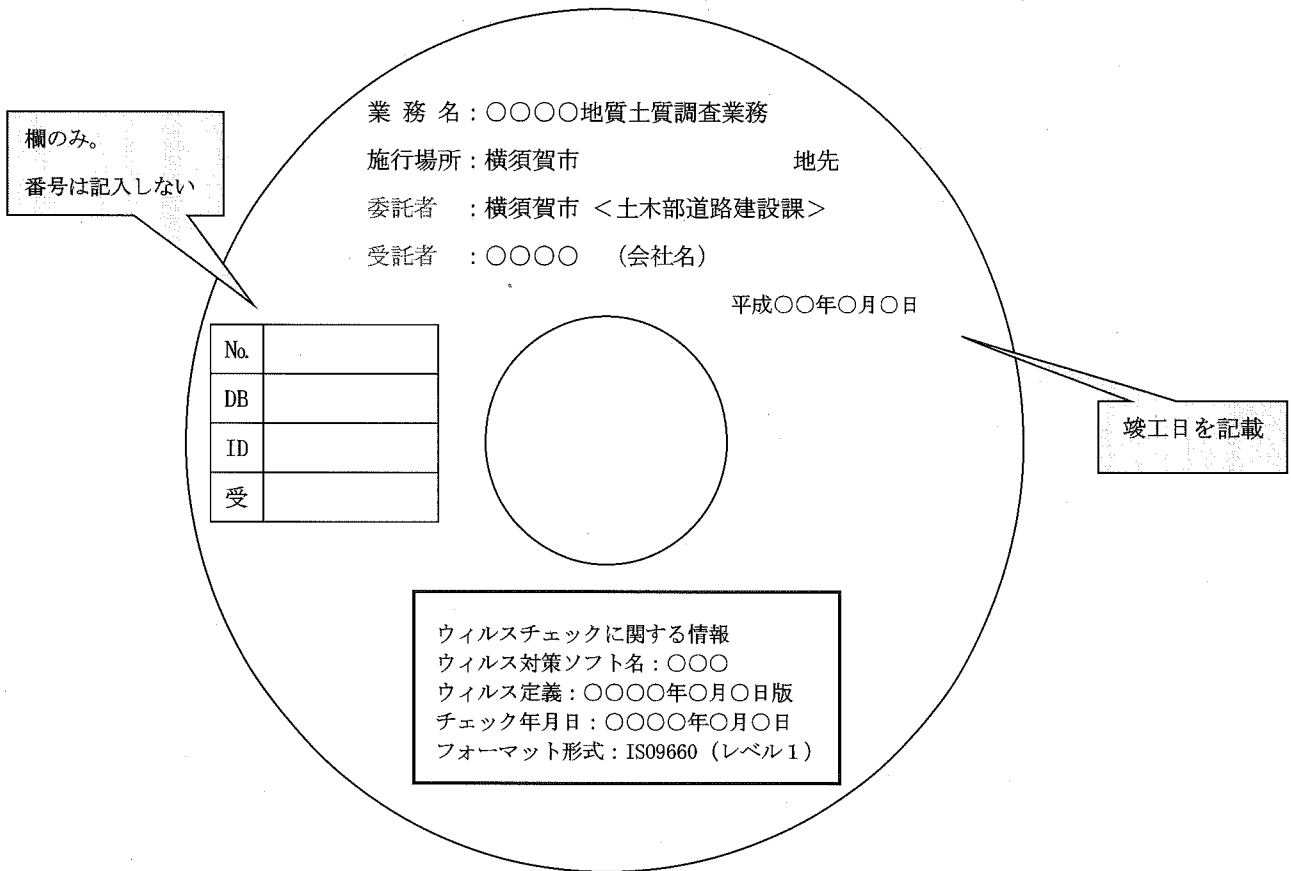 業 務 名：○○○○地質土質調査業務
施行場所：横須賀市　　　　　　　地先
委託者　：横須賀市 ＜土木部道路建設課＞
受託者　：○○○○　（会社名）
平成○○年○月○日
欄のみ。
番号は記入しない
No.
DB
ID
受
竣工日を記載
ウィルスチェックに関する情報
ウィルス対策ソフト名：○○○
ウィルス定義：○○○○年○月○日版
チェック年月日：○○○○年○月○日
フォーマット形式：ISO9660（レベル１）